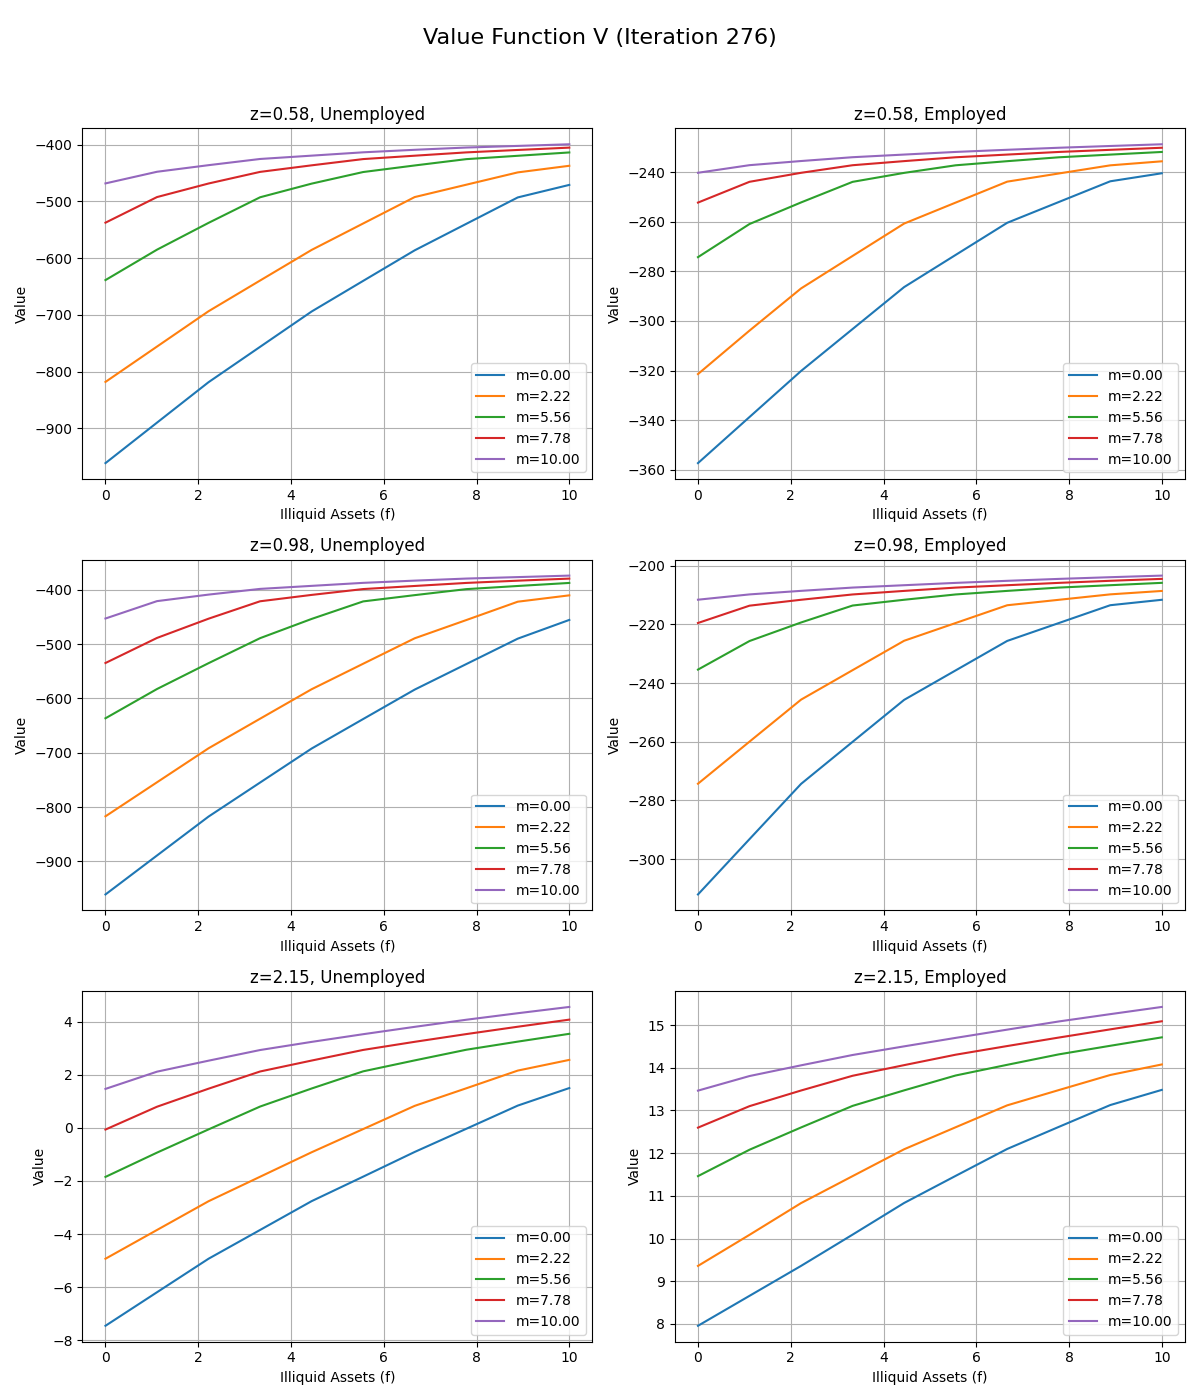 Value Function V (Iteration 276)
z=0.58, Unemployed
−400
−500
−600
−700
−800
−900
Value
0 2 4 6 8 10
Illiquid Assets (f)
m=0.00
m=2.22
m=5.56
m=7.78
m=10.00
z=0.58, Employed
−240
−260
−280
−300
−320
−340
−360
Value
0 2 4 6 8 10
Illiquid Assets (f)
m=0.00
m=2.22
m=5.56
m=7.78
m=10.00
z=0.98, Unemployed
−400
−500
−600
−700
−800
−900
Value
0 2 4 6 8 10
Illiquid Assets (f)
m=0.00
m=2.22
m=5.56
m=7.78
m=10.00
z=0.98, Employed
−200
−220
−240
−260
−280
−300
Value
0 2 4 6 8 10
Illiquid Assets (f)
m=0.00
m=2.22
m=5.56
m=7.78
m=10.00
z=2.15, Unemployed
4
2
0
−2
−4
−6
−8
Value
0 2 4 6 8 10
Illiquid Assets (f)
m=0.00
m=2.22
m=5.56
m=7.78
m=10.00
z=2.15, Employed
15
14
13
12
11
10
9
8
Value
0 2 4 6 8 10
Illiquid Assets (f)
m=0.00
m=2.22
m=5.56
m=7.78
m=10.00